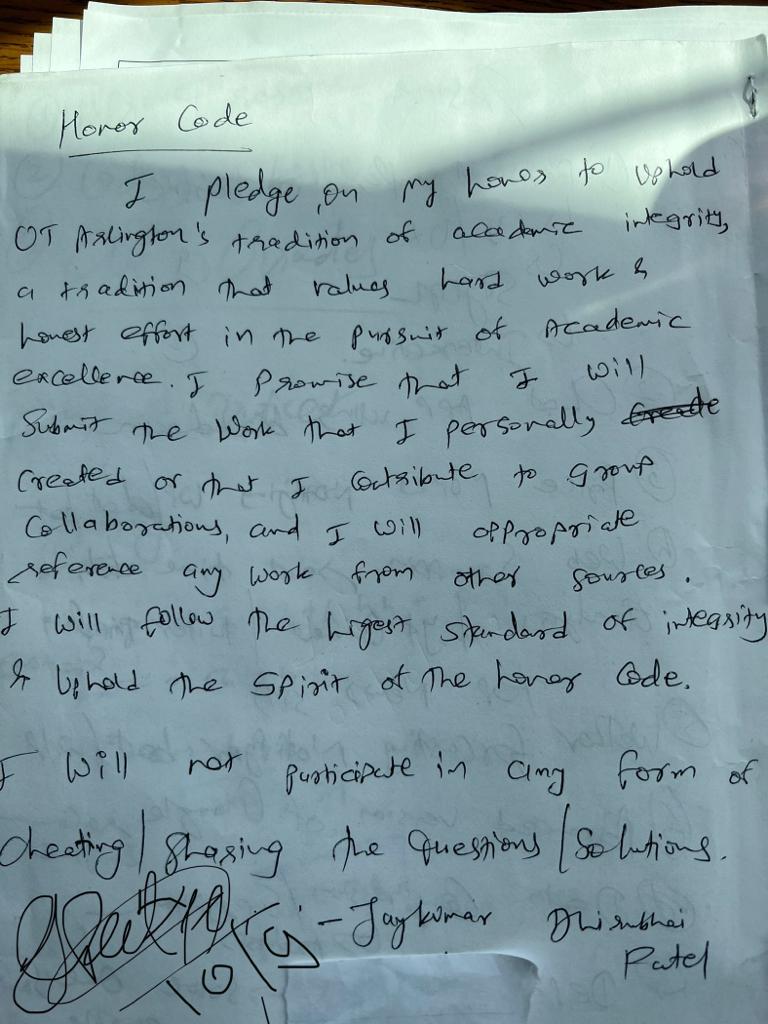 Honor Code
I pledge, on my honor to uphold
UT Arlington's tradition of academic integrity,
a tradition that values hard work &
honest effort in the pursuit of Academic
excellence. I Promise that I will
Submit the Work that I personally Create
Created or that I Cotribute to group
Collaborations, and I will appropriate
reference any work from other sources.
I will follow the higest standard of integrity
& Uphold the Spirit of the honor Code.
I will not participate in any form of
Cheating/Sharing the Questions/Solutions.
- Jaykumar Dhirubhai
Patel
10/5